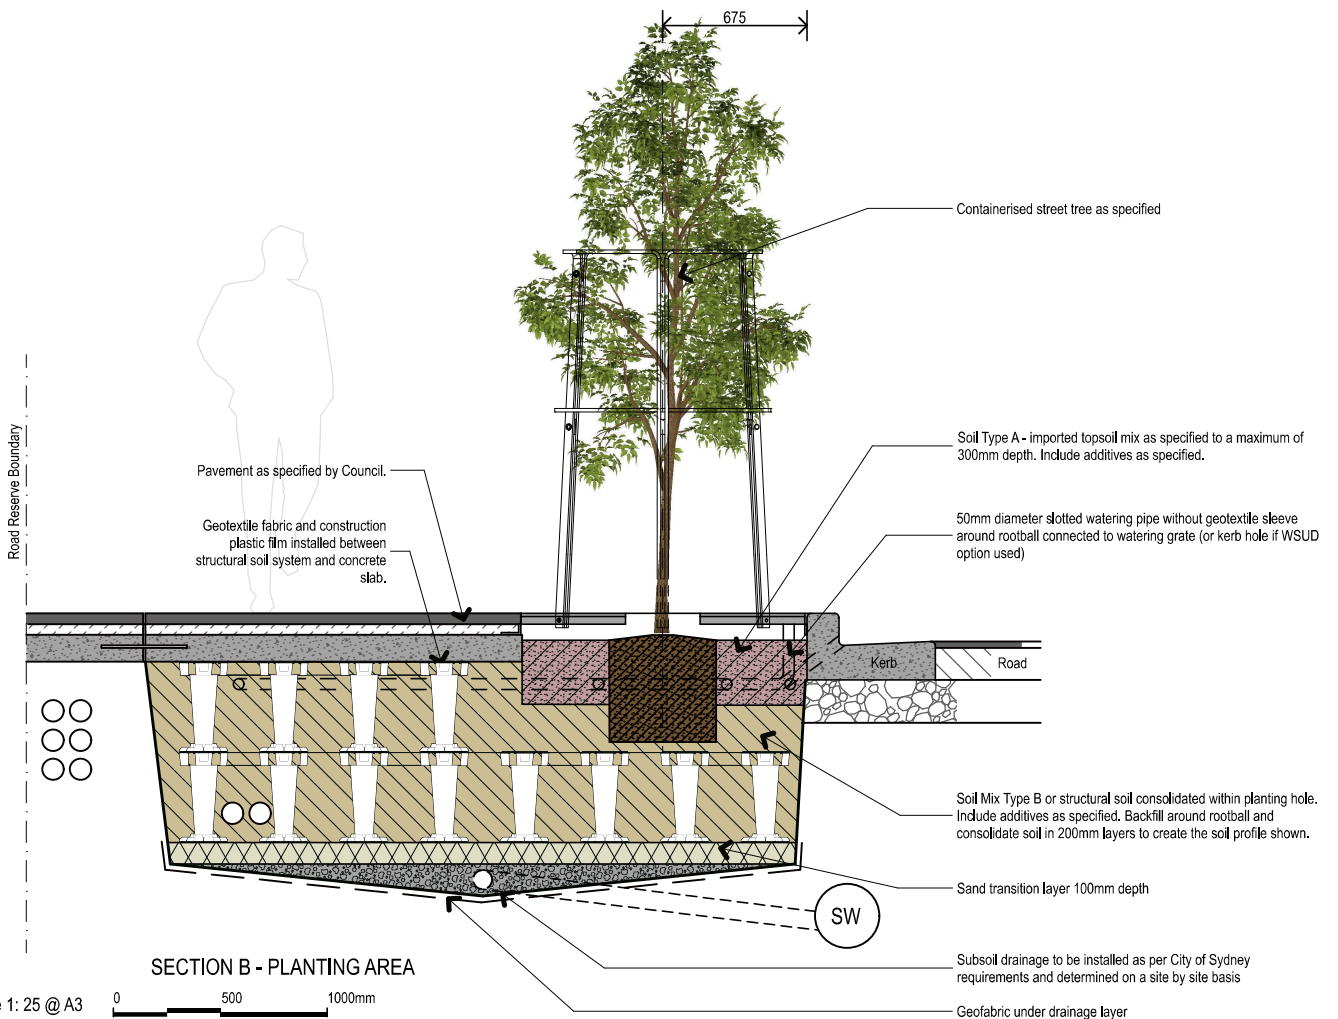 675
Containerised street tree as specified
Road Reserve Boundary
Soil Type A - imported topsoil mix as specified to a maximum of
300mm depth. Include additives as specified.
Pavement as specified by Council.
50mm diameter slotted watering pipe without geotextile sleeve
around rootball connected to watering grate (or kerb hole if WSUD
option used)
Geotextile fabric and construction
plastic film installed between
structural soil system and concrete
slab.
Kerb
Road
Soil Mix Type B or structural soil consolidated within planting hole.
Include additives as specified. Backfill around rootball and
consolidate soil in 200mm layers to create the soil profile shown.
Sand transition layer 100mm depth
SW
Subsoil drainage to be installed as per City of Sydney
requirements and determined on a site by site basis
Geofabric under drainage layer
SECTION B - PLANTING AREA
e 1: 25 @ A3
0 500 1000mm